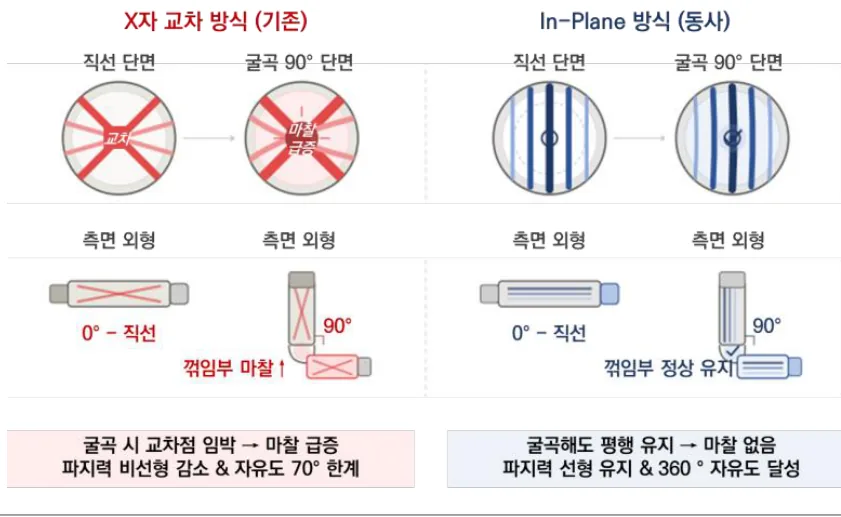 X자 교차 방식 (기존)
In-Plane 방식 (동사)
직선 단면
굴곡 90° 단면
직선 단면
굴곡 90° 단면
교차
마찰
급증
측면 외형
측면 외형
측면 외형
측면 외형
0° - 직선
90°
꺾임부 마찰↑
0° - 직선
90°
꺾임부 정상 유지
굴곡 시 교차점 임박 → 마찰 급증
파지력 비선형 감소 & 자유도 70° 한계
굴곡해도 평행 유지 → 마찰 없음
파지력 선형 유지 & 360 ° 자유도 달성